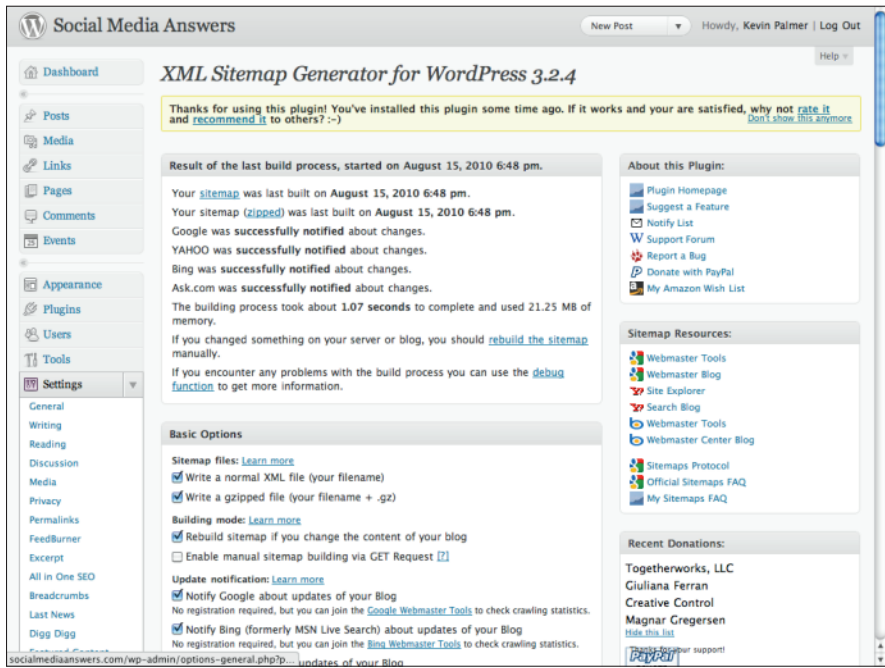 Social Media Answers
New Post
Howdy, Kevin Palmer | Log Out
Help
Dashboard
Posts
Media
Links
Pages
Comments
Events
Appearance
Plugins
Users
Tools
Settings
General
Writing
Reading
Discussion
Media
Privacy
Permalinks
FeedBurner
Excerpt
All in One SEO
Breadcrumbs
Last News
Digg Digg
Featured Content
XML Sitemap Generator for WordPress 3.2.4
Thanks for using this plugin! You've installed this plugin some time ago. If it works and your are satisfied, why not rate it
and recommend it to others? :-)
Don't show this anymore
Result of the last build process, started on August 15, 2010 6:48 pm.
Your sitemap was last built on August 15, 2010 6:48 pm.
Your sitemap (zipped) was last built on August 15, 2010 6:48 pm.
Google was successfully notified about changes.
YAHOO was successfully notified about changes.
Bing was successfully notified about changes.
Ask.com was successfully notified about changes.
The building process took about 1.07 seconds to complete and used 21.25 MB of
memory.
If you changed something on your server or blog, you should rebuild the sitemap
manually.
If you encounter any problems with the build process you can use the debug
function to get more information.
Basic Options
Sitemap files: Learn more
Write a normal XML file (your filename)
Write a gzipped file (your filename + .gz)
Building mode: Learn more
Rebuild sitemap if you change the content of your blog
Enable manual sitemap building via GET Request [?]
Update notification: Learn more
Notify Google about updates of your Blog
No registration required, but you can join the Google Webmaster Tools to check crawling statistics.
Notify Bing (formerly MSN Live Search) about updates of your Blog
No registration required, but you can join the Bing Webmaster Tools to check crawling statistics.
updates of your Blog
About this Plugin:
Plugin Homepage
Suggest a Feature
Notify List
Support Forum
Report a Bug
Donate with PayPal
My Amazon Wish List
Sitemap Resources:
Webmaster Tools
Webmaster Blog
Site Explorer
Search Blog
Webmaster Tools
Webmaster Center Blog
Sitemaps Protocol
Official Sitemaps FAQ
My Sitemaps FAQ
Recent Donations:
Togetherworks, LLC
Giuliana Ferran
Creative Control
Magnar Gregersen
Hide this list
Thanks for your support!
PayPal
socialmediaanswers.com/wp-admin/options-general.php?p...